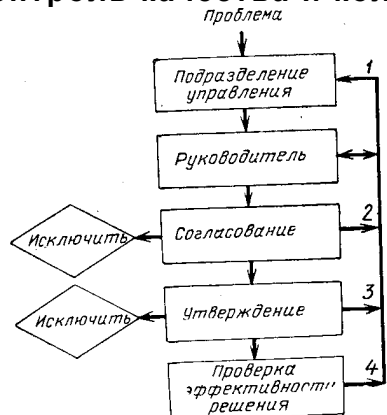 Проблема
1
Подразделение
управления
Руководитель
Исключить
Согласование
2
Исключить
Утверждение
3
Проверка
эффективности
решения
4